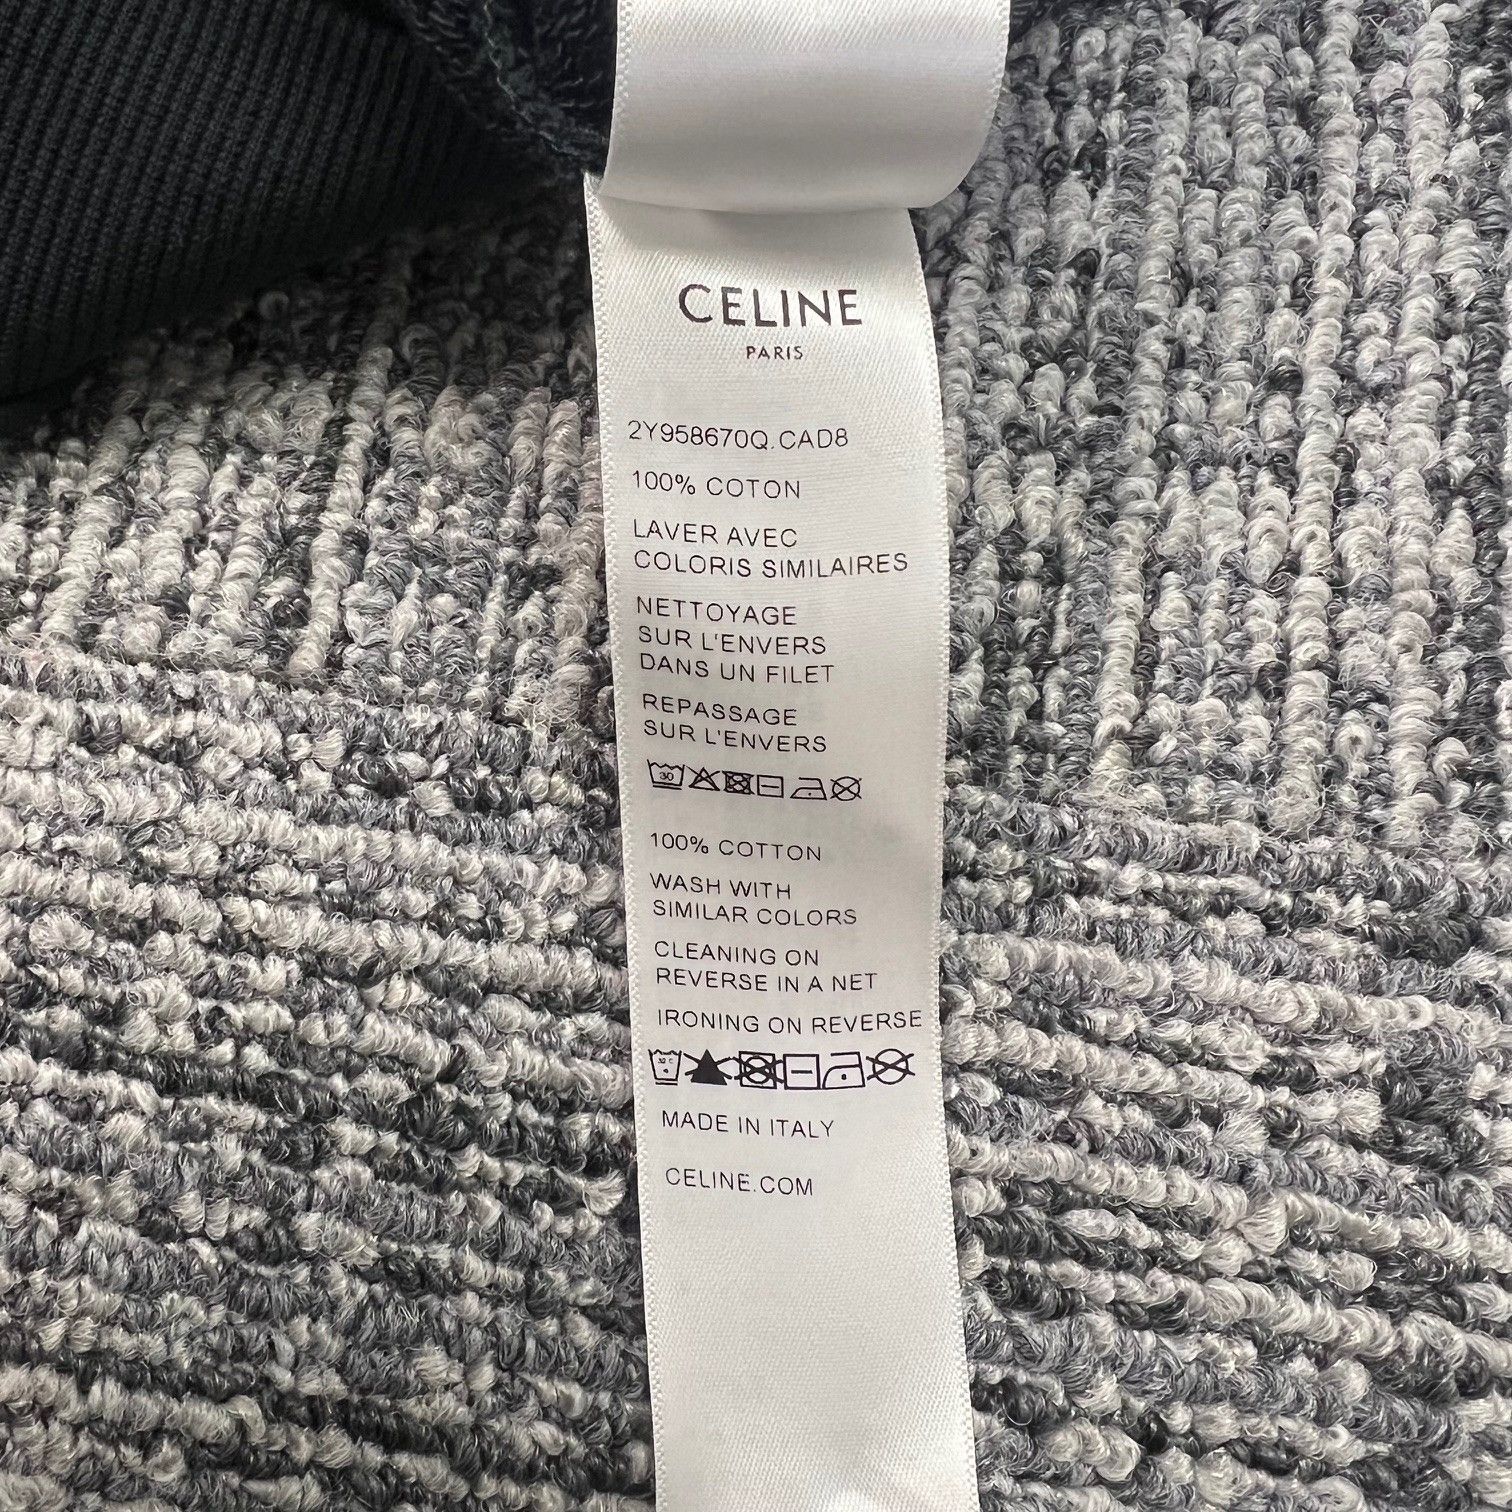 CELINE
PARIS
2Y958670Q.CAD8
100% COTON
LAVER AVEC
COLORIS SIMILAIRES
NETTOYAGE
SUR L'ENVERS
DANS UN FILET
REPASSAGE
SUR L'ENVERS
30
100% COTTON
WASH WITH
SIMILAR COLORS
CLEANING ON
REVERSE IN A NET
IRONING ON REVERSE
MADE IN ITALY
CELINE.COM